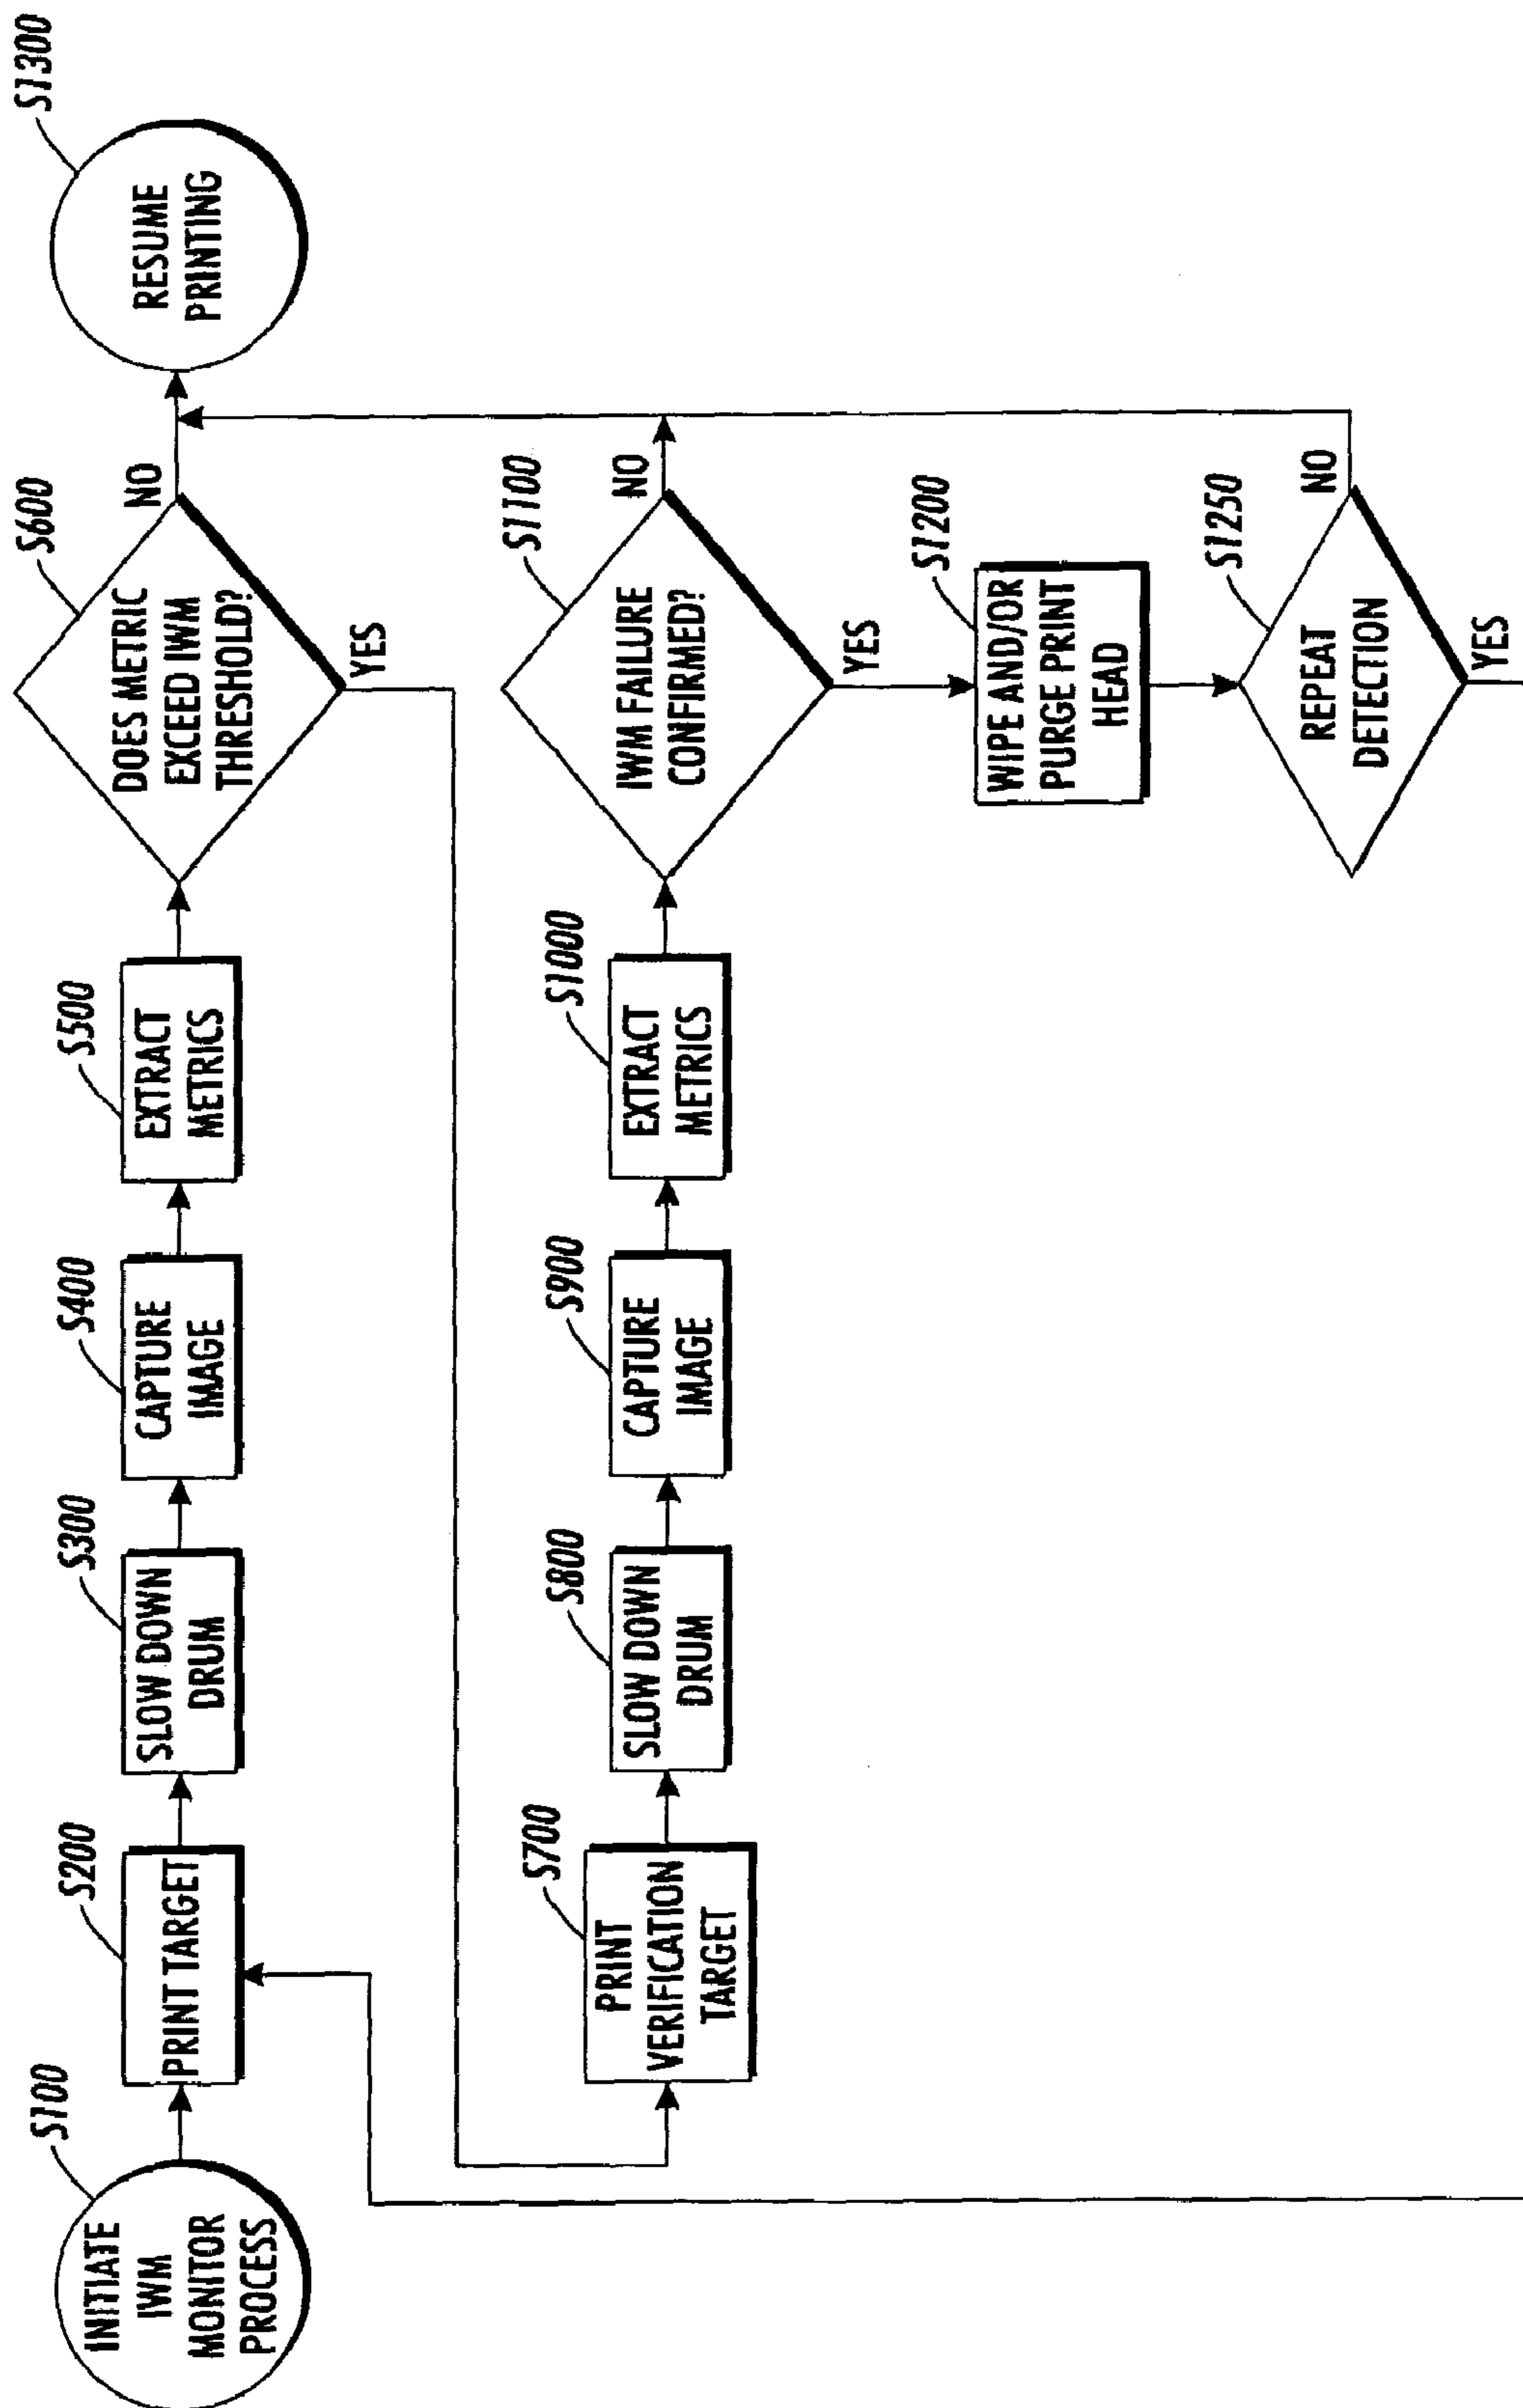 S100
INITIATE
IWM
MONITOR
PROCESS
S200
PRINT TARGET
S300
SLOW DOWN
DRUM
S400
CAPTURE
IMAGE
S500
EXTRACT
METRICS
S600
DOES METRIC
EXCEED IWM
THRESHOLD?
NO
YES
S1300
RESUME
PRINTING
S700
PRINT
VERIFICATION
TARGET
S800
SLOW DOWN
DRUM
S900
CAPTURE
IMAGE
S1000
EXTRACT
METRICS
S1100
IWM FAILURE
CONFIRMED?
NO
YES
S1200
WIPE AND/OR
PURGE PRINT
HEAD
S1250
REPEAT
DETECTION
NO
YES